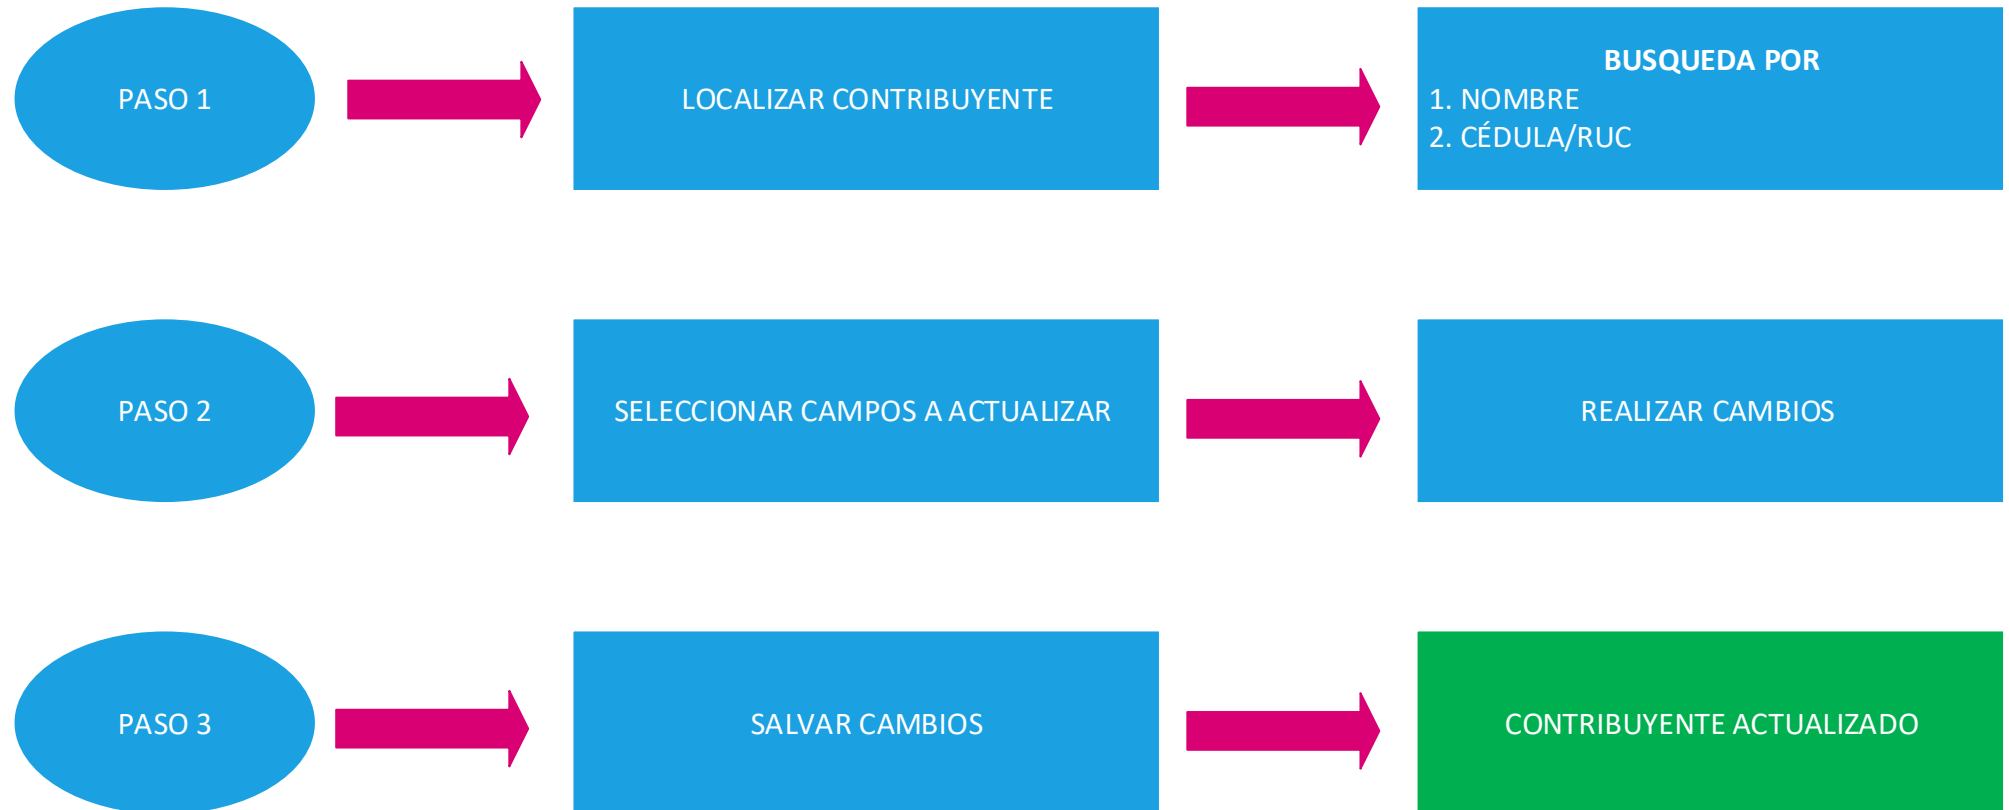 PASO 1
LOCALIZAR CONTRIBUYENTE
BUSQUEDA POR
1. NOMBRE
2. CÉDULA/RUC
PASO 2
SELECCIONAR CAMPOS A ACTUALIZAR
REALIZAR CAMBIOS
PASO 3
SALVAR CAMBIOS
CONTRIBUYENTE ACTUALIZADO